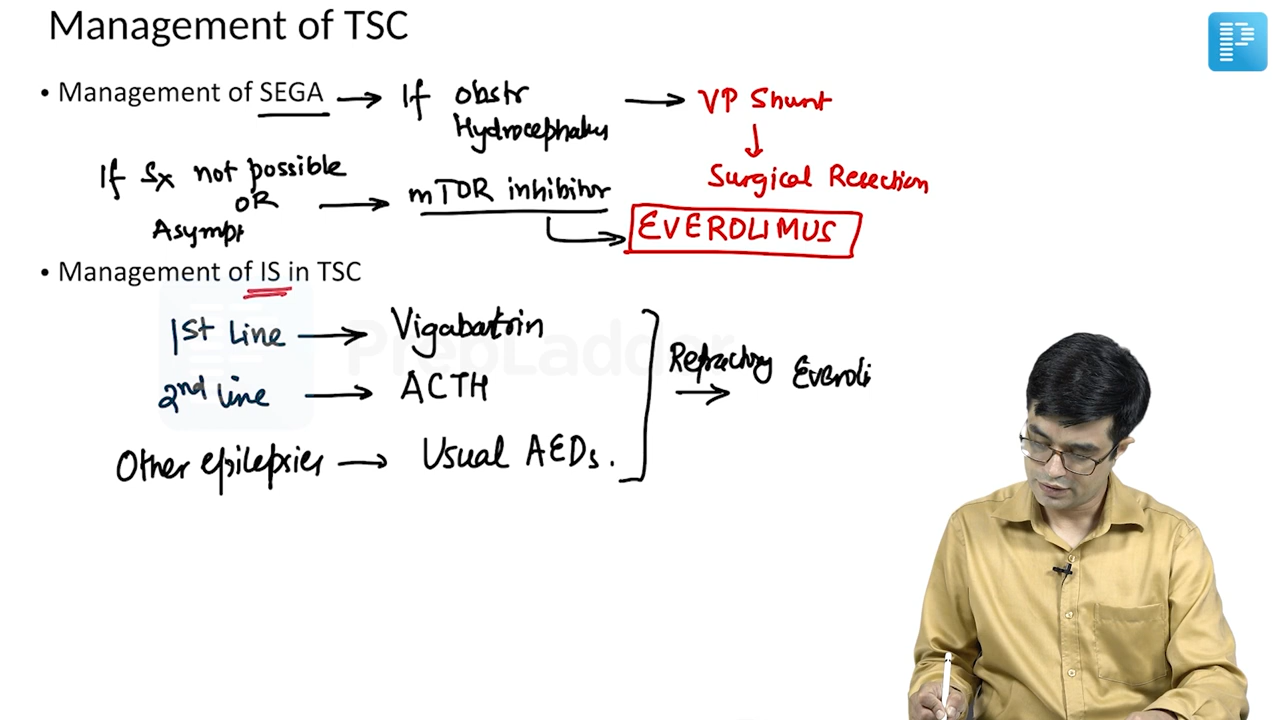 Management of TSC
• Management of SEGA → If obstr Hydrocephalus → VP Shunt
↓
Surgical Resection
If Sx not possible OR Asympt → mTOR inhibitor
EVEROLIMUS
• Management of IS in TSC
1st Line → Vigabatrin
2nd line → ACTH
Other epilepsies → Usual AEDs.
Refractory → Everoli
PrepLadder